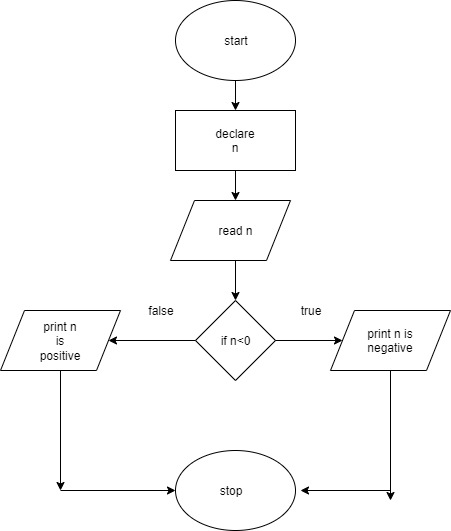 start
declare
n
read n
false
true
if n<0
print n
is
positive
print n is
negative
stop